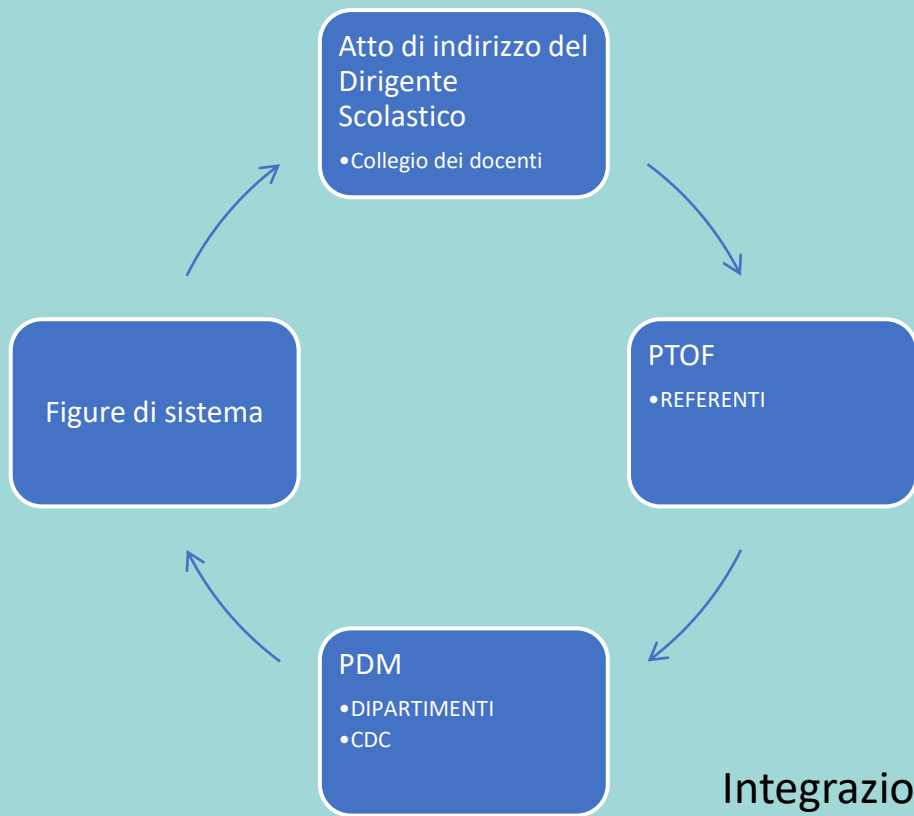 Atto di indirizzo del
Dirigente
Scolastico
•Collegio dei docenti
PTOF
•REFERENTI
Figure di sistema
PDM
•DIPARTIMENTI
•CDC
Integrazio